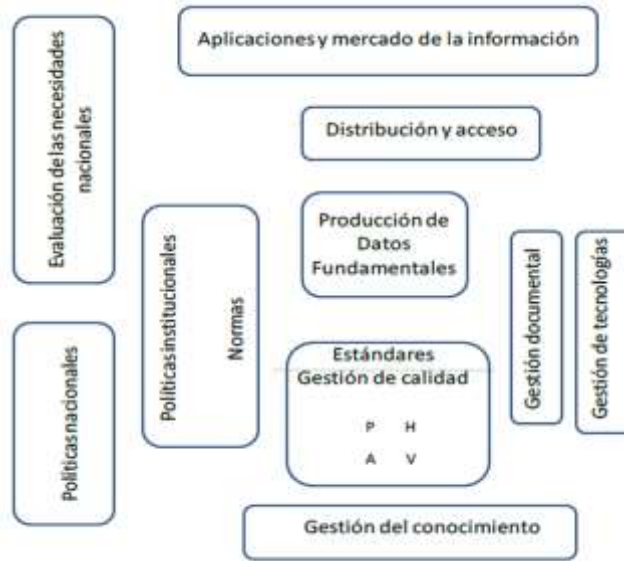 Aplicaciones y mercado de la información
Evaluación de las necesidades
nacionales
Distribución y acceso
Producción de
Datos
Fundamentales
Políticas institucionales
Normas
Gestión documental
Gestión de tecnologías
Políticas nacionales
Estándares
Gestión de calidad
P H
A V
Gestión del conocimiento